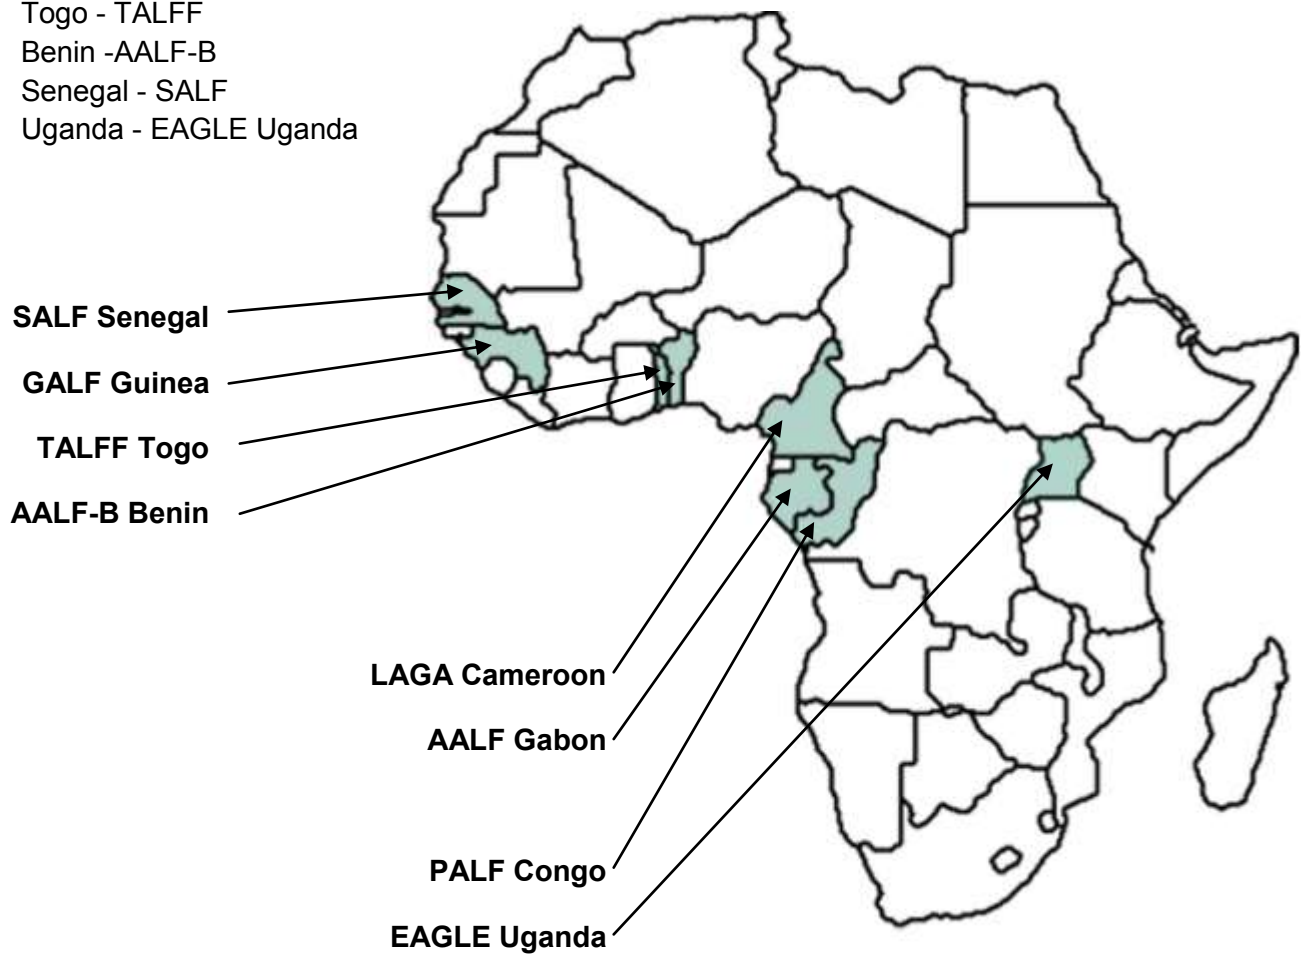 Togo - TALFF
Benin -AALF-B
Senegal - SALF
Uganda - EAGLE Uganda
SALF Senegal
GALF Guinea
TALFF Togo
AALF-B Benin
LAGA Cameroon
AALF Gabon
PALF Congo
EAGLE Uganda